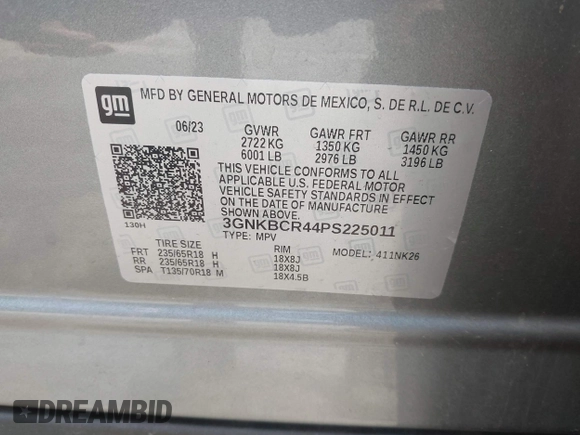 gm
MFD BY GENERAL MOTORS DE MEXICO, S. DE R.L. DE C.V.
06/23 GVWR GAWR FRT GAWR RR
2722 KG 1350 KG 1450 KG
6001 LB 2976 LB 3196 LB
THIS VEHICLE CONFORMS TO ALL
APPLICABLE U.S. FEDERAL MOTOR
VEHICLE SAFETY STANDARDS IN EFFECT
ON THE DATE OF MANUFACTURE
SHOWN ABOVE.
130H 3GNKBCR44PS225011
TYPE: MPV MODEL: 411NK26
TIRE SIZE RIM
FRT 235/65R18 H 18X8J
RR 235/65R18 H 18X8J
SPA T135/70R18 M 18X4.5B
DREAMBID